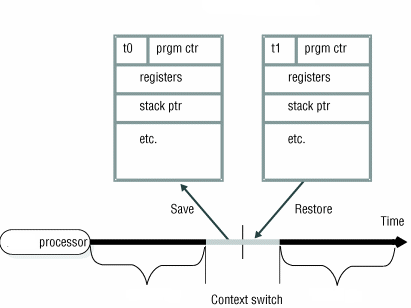 t0 prgm ctr
registers
stack ptr
etc.
t1 prgm ctr
registers
stack ptr
etc.
Save
Restore
Time
processor
Context switch